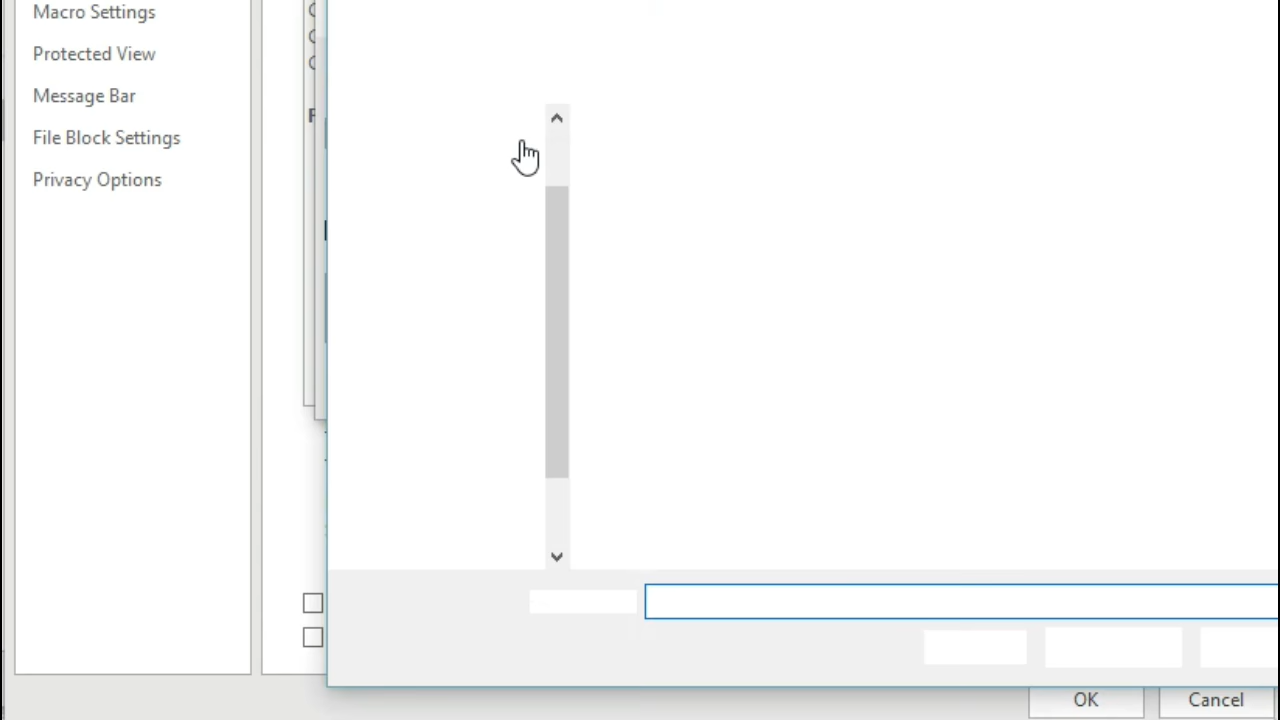 Macro Settings
Protected View
Message Bar
File Block Settings
Privacy Options
OK
Cancel